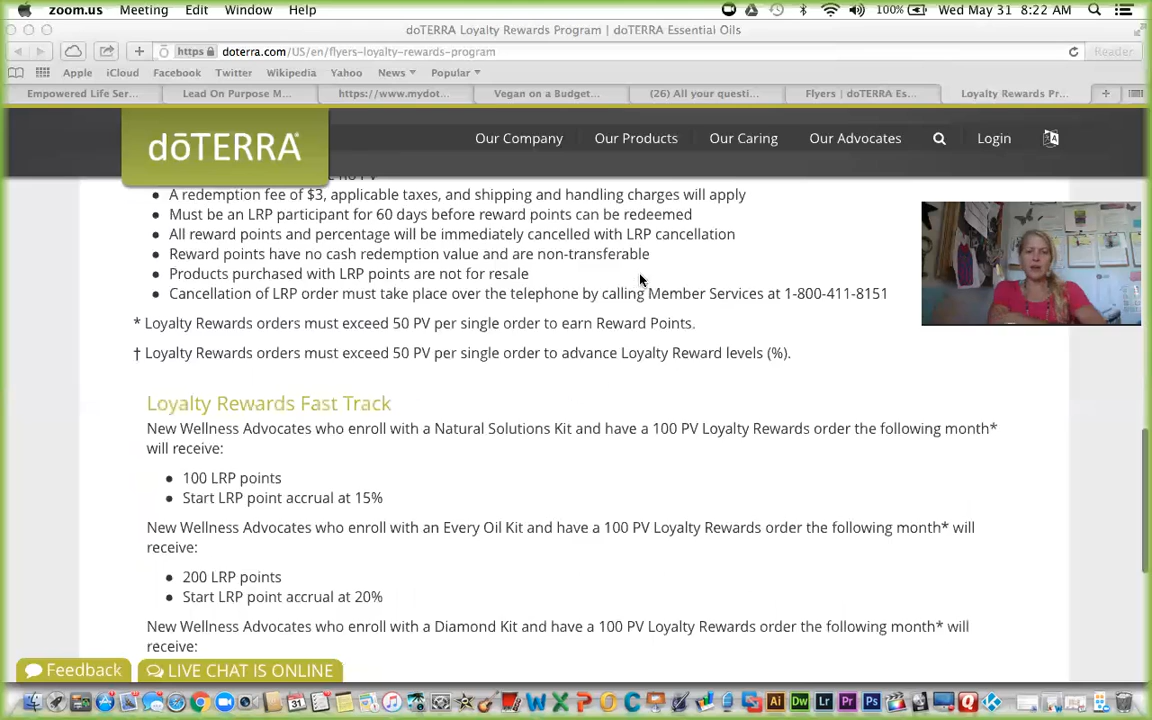 zoom.us Meeting Edit Window Help 100% Wed May 31 8:22 AM
dōTERRA Loyalty Rewards Program | dōTERRA Essential Oils
https doterra.com/US/en/flyers-loyalty-rewards-program Reader
Apple iCloud Facebook Twitter Wikipedia Yahoo News Popular
Empowered Life Ser... Lead On Purpose M... https://www.mydot... Vegan on a Budget... (26) All your questi... Flyers | dōTERRA Es... Loyalty Rewards Pr...
dōTERRA Our Company Our Products Our Caring Our Advocates Login
• A redemption fee of $3, applicable taxes, and shipping and handling charges will apply
• Must be an LRP participant for 60 days before reward points can be redeemed
• All reward points and percentage will be immediately cancelled with LRP cancellation
• Reward points have no cash redemption value and are non-transferable
• Products purchased with LRP points are not for resale
• Cancellation of LRP order must take place over the telephone by calling Member Services at 1-800-411-8151
* Loyalty Rewards orders must exceed 50 PV per single order to earn Reward Points.
† Loyalty Rewards orders must exceed 50 PV per single order to advance Loyalty Reward levels (%).
Loyalty Rewards Fast Track
New Wellness Advocates who enroll with a Natural Solutions Kit and have a 100 PV Loyalty Rewards order the following month*
will receive:
• 100 LRP points
• Start LRP point accrual at 15%
New Wellness Advocates who enroll with an Every Oil Kit and have a 100 PV Loyalty Rewards order the following month* will
receive:
• 200 LRP points
• Start LRP point accrual at 20%
New Wellness Advocates who enroll with a Diamond Kit and have a 100 PV Loyalty Rewards order the following month* will
receive:
Feedback LIVE CHAT IS ONLINE